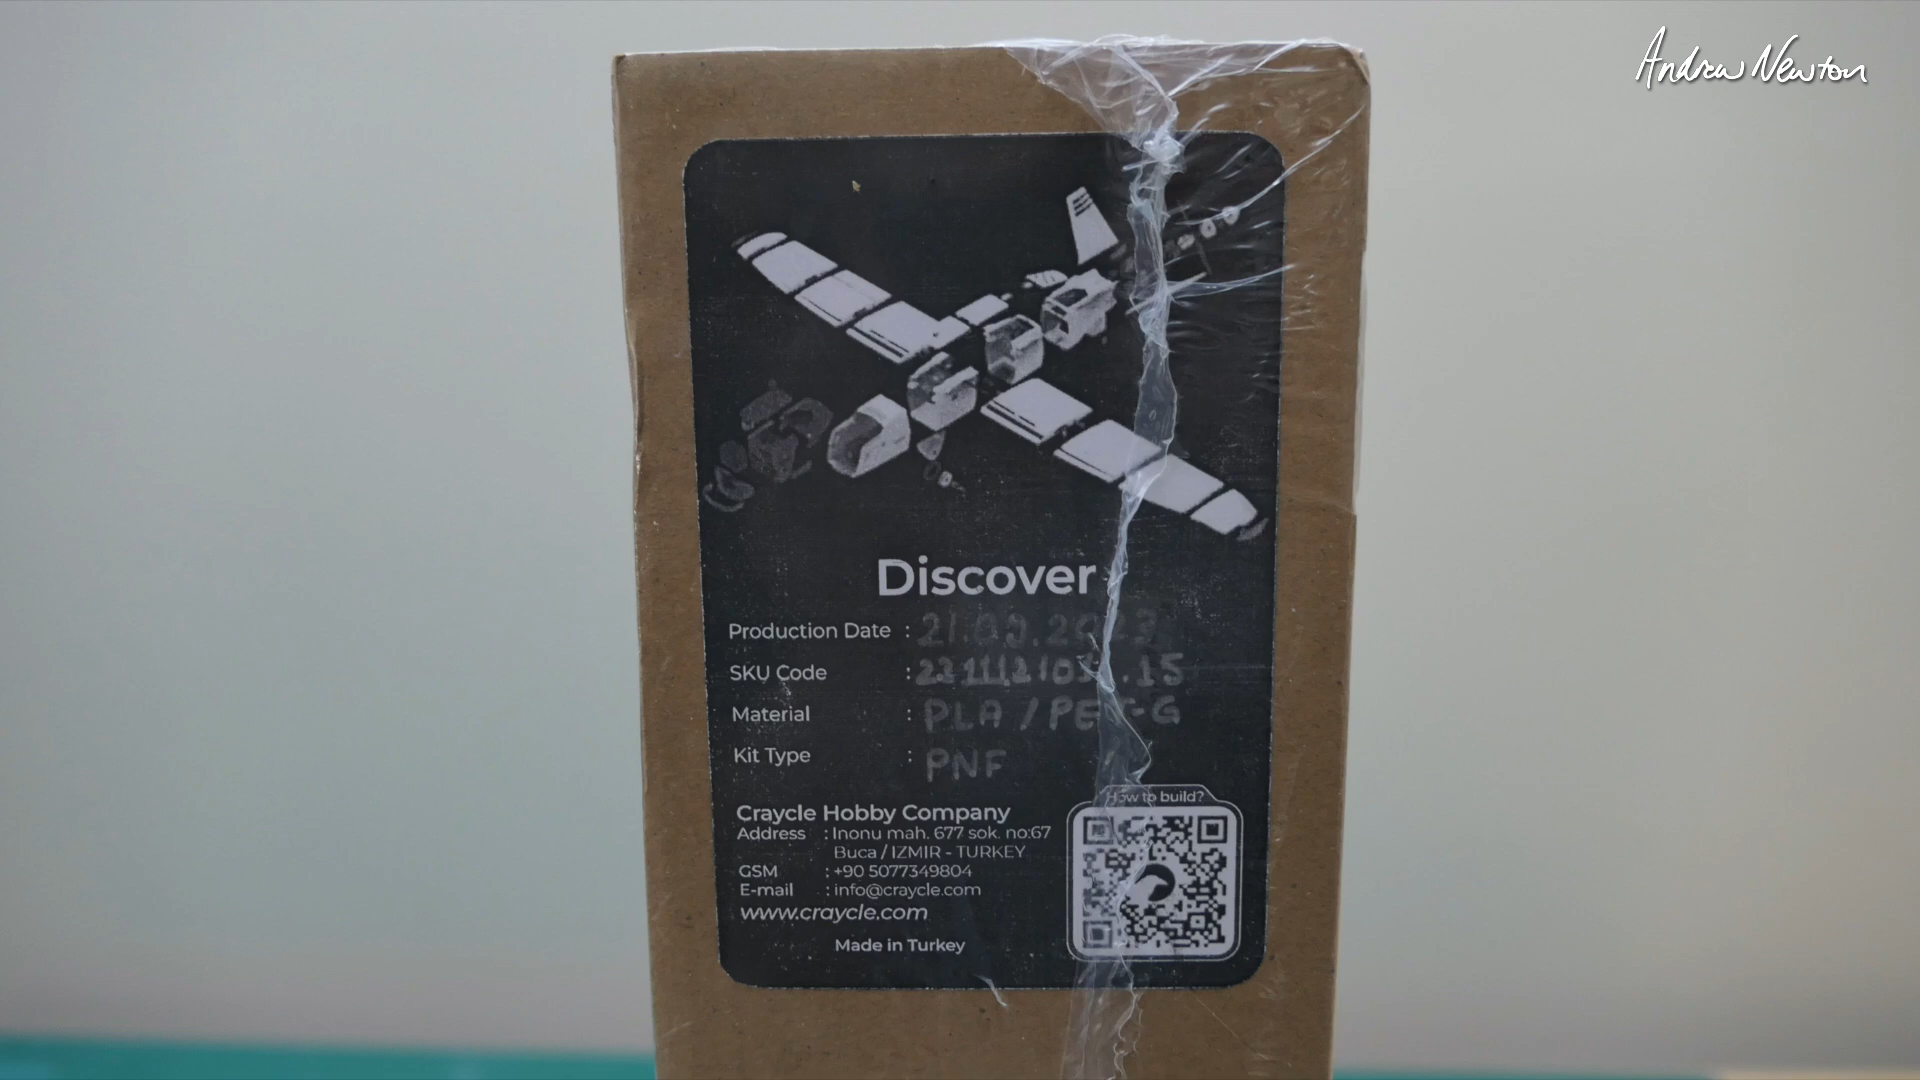 Andrew Newton
Discover
Production Date :
SKU Code :
Material : PLA / PET-G
Kit Type : PNF
How to build?
Craycle Hobby Company
Address : Inonu mah. 677 sok. no:67
Buca / IZMIR - TURKEY
GSM : +90 5077349804
E-mail : info@craycle.com
www.craycle.com
Made in Turkey